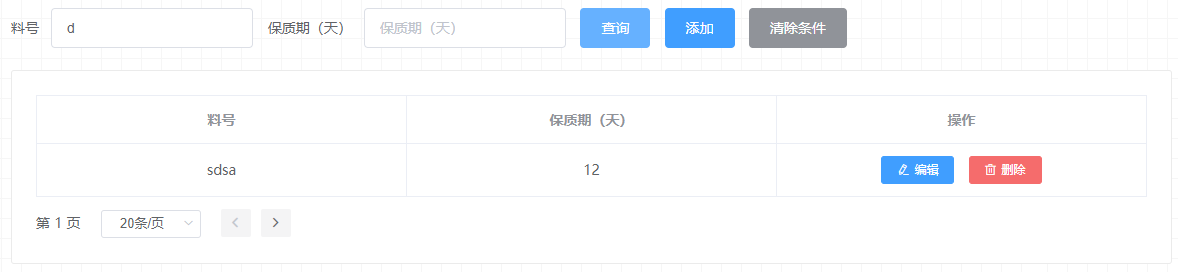 料号 d 保质期（天） 保质期（天） 查询 添加 清除条件
料号 保质期（天） 操作
sdsa 12 编辑 删除
第 1 页 20条/页